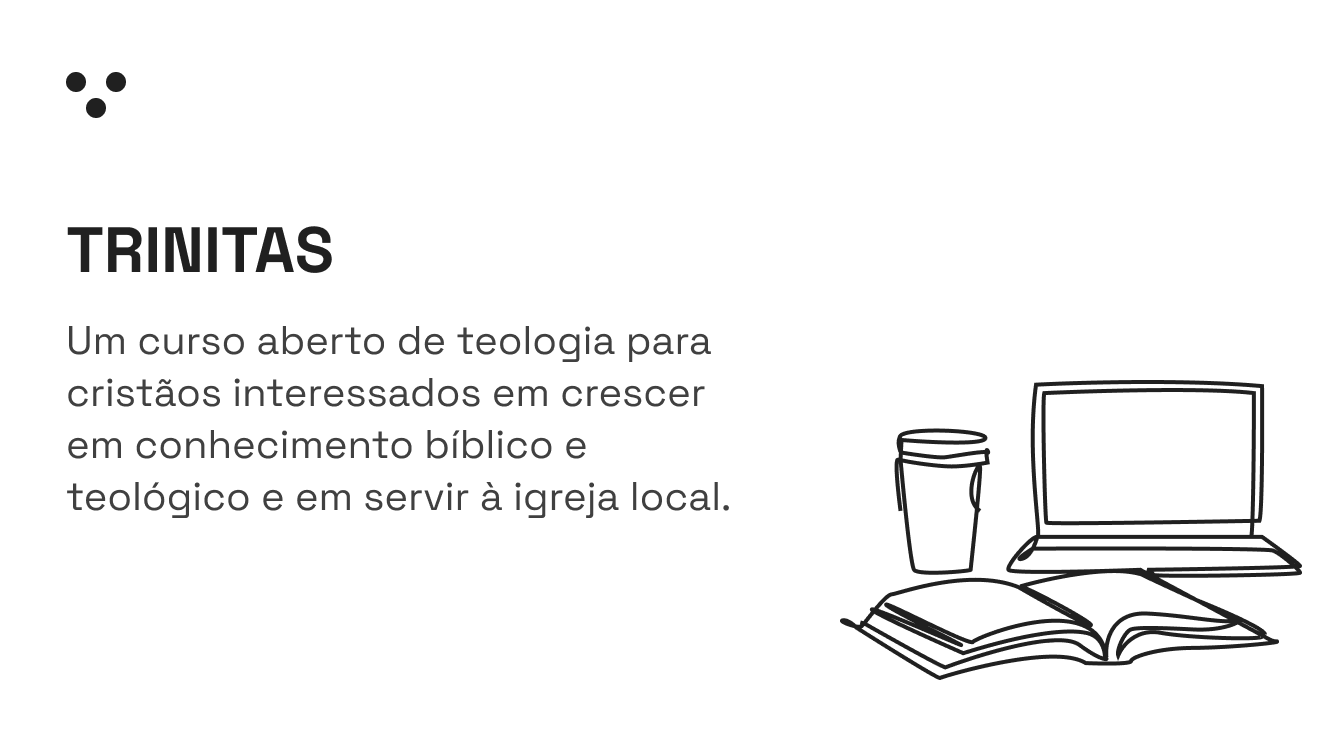 TRINITAS
Um curso aberto de teologia para
cristãos interessados em crescer
em conhecimento bíblico e
teológico e em servir à igreja local.